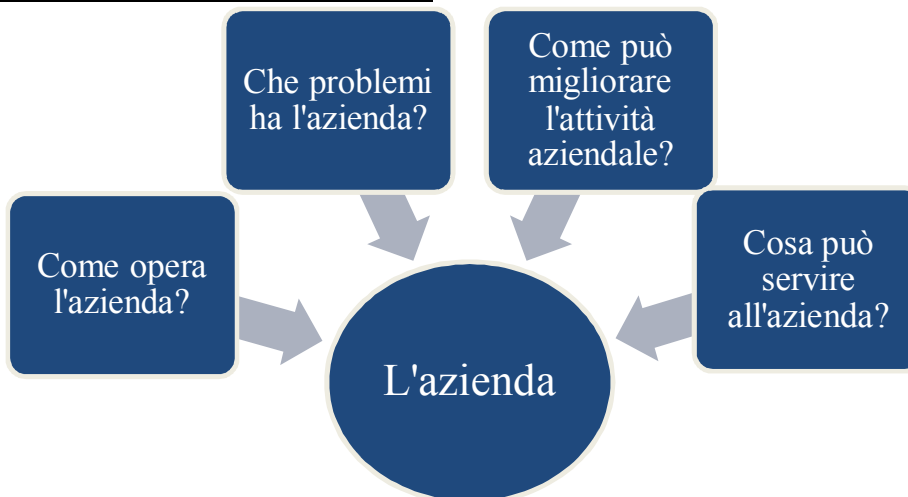 Che problemi
ha l'azienda?
Come può
migliorare
l'attività
aziendale?
Come opera
l'azienda?
Cosa può
servire
all'azienda?
L'azienda